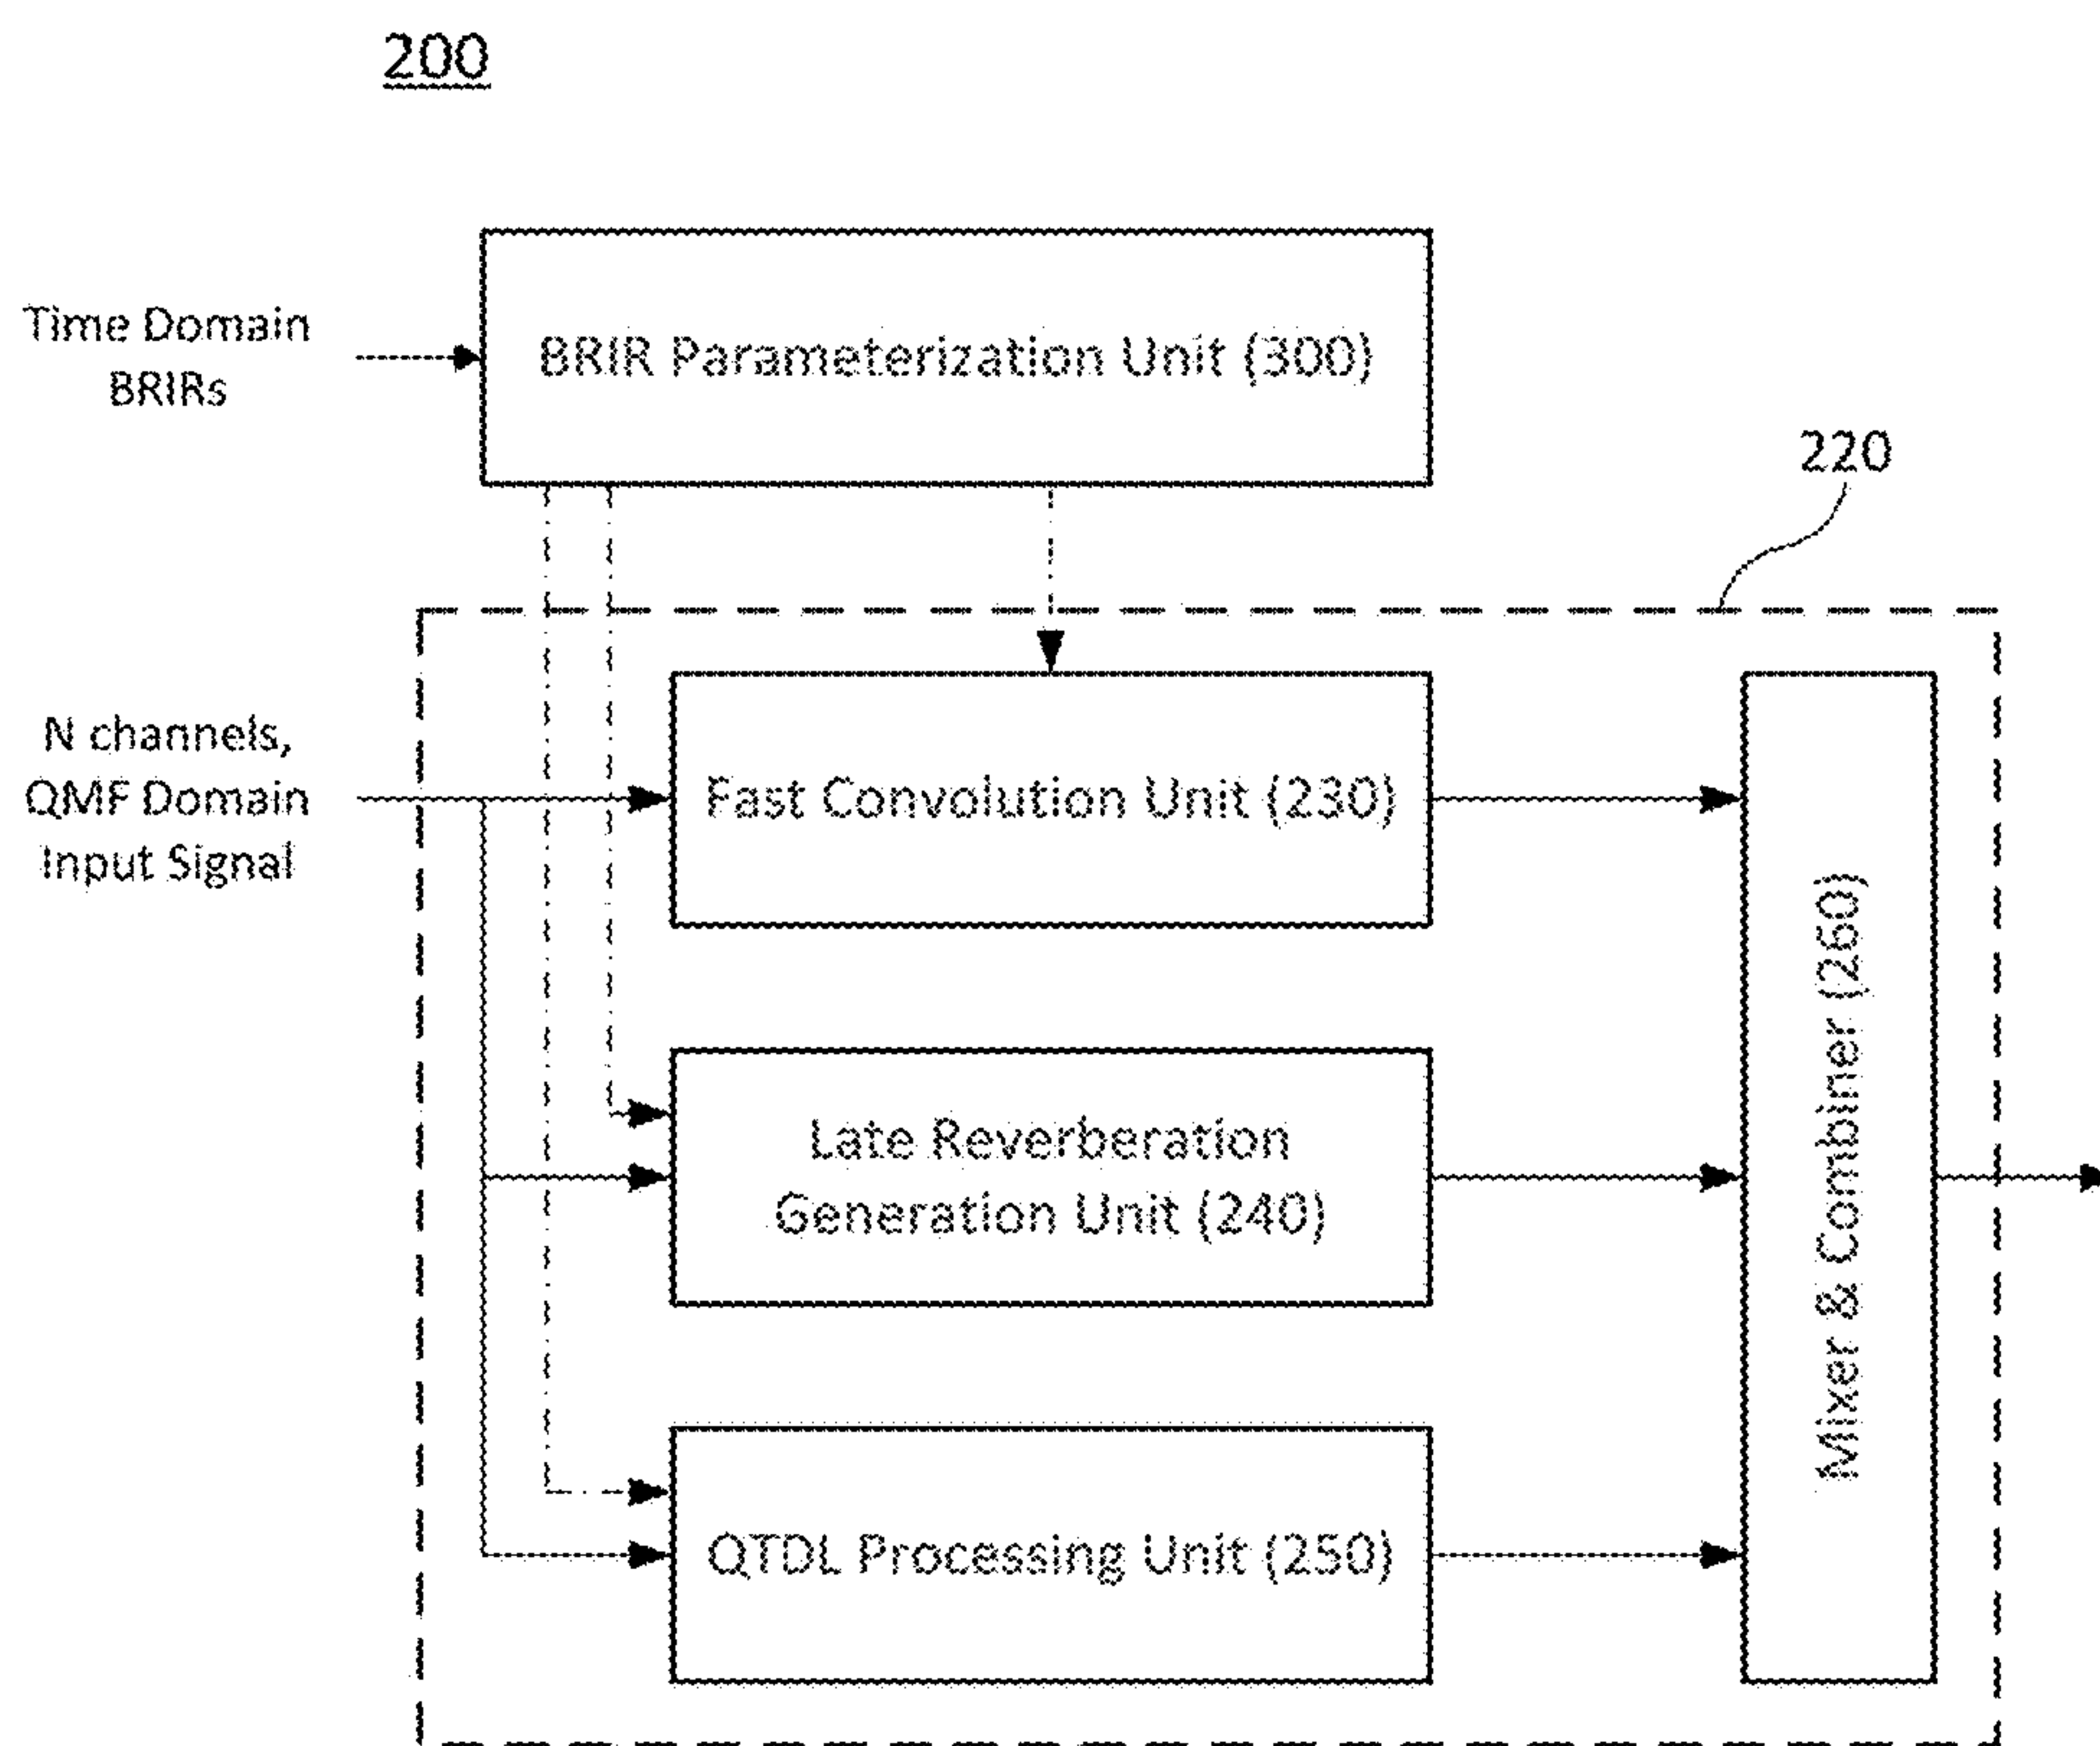 200
Time Domain
BRIRs
BRIR Parameterization Unit (300)
220
N channels,
QMF Domain
Input Signal
Fast Convolution Unit (230)
Late Reverberation
Generation Unit (240)
QTDL Processing Unit (250)
Mixer & Combiner (260)